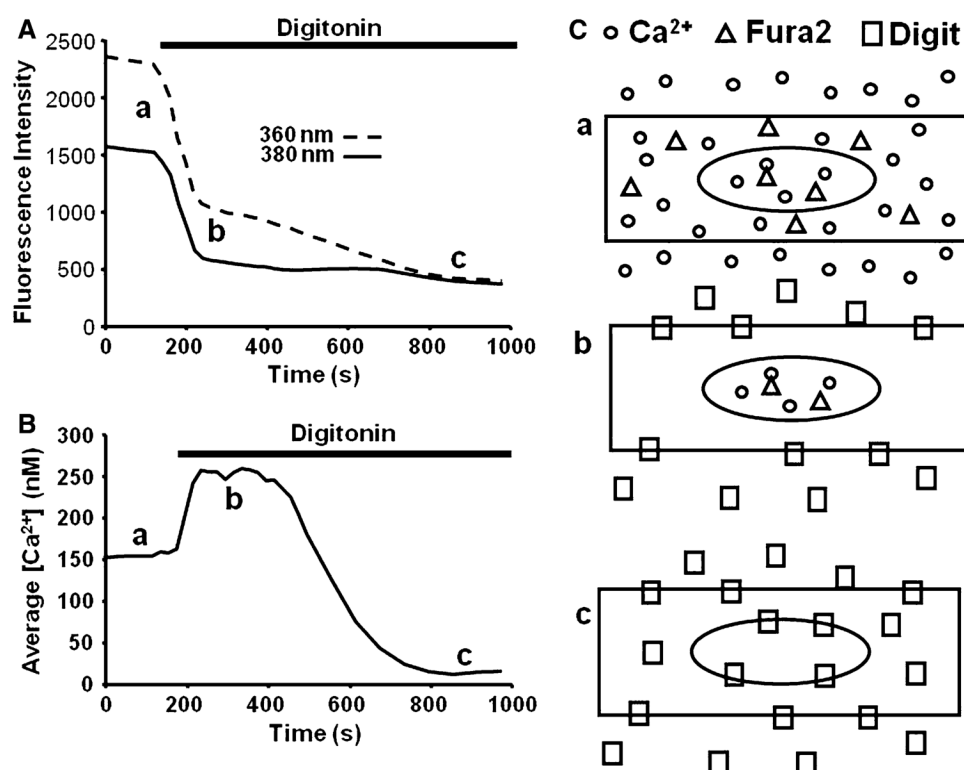 A
Digitonin
Fluorescence Intensity
2500
2000
1500
1000
500
0
a
b
c
360 nm
380 nm
0 200 400 600 800 1000
Time (s)
B
Digitonin
Average [Ca²⁺] (nM)
300
250
200
150
100
50
0
a
b
c
0 200 400 600 800 1000
Time (s)
C Ca²⁺ Fura2 Digit
a
b
c